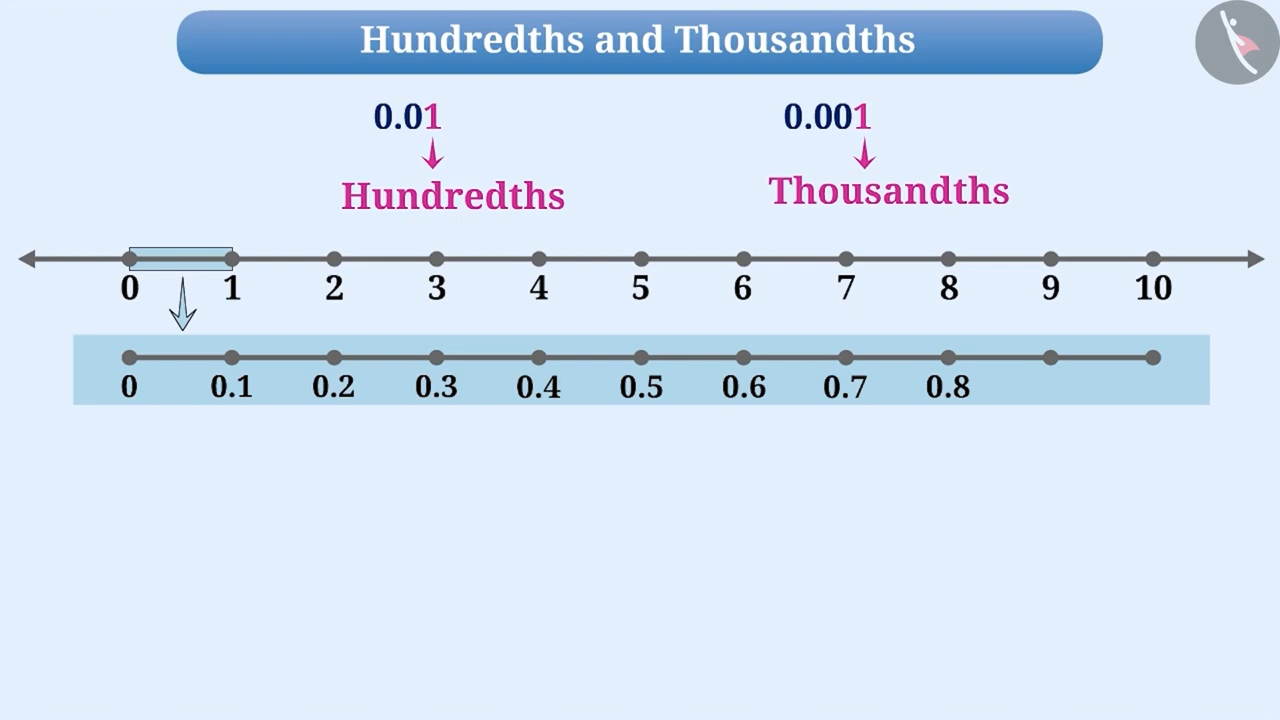 Hundredths and Thousandths
0.01 0.001
Hundredths Thousandths
0 1 2 3 4 5 6 7 8 9 10
0 0.1 0.2 0.3 0.4 0.5 0.6 0.7 0.8